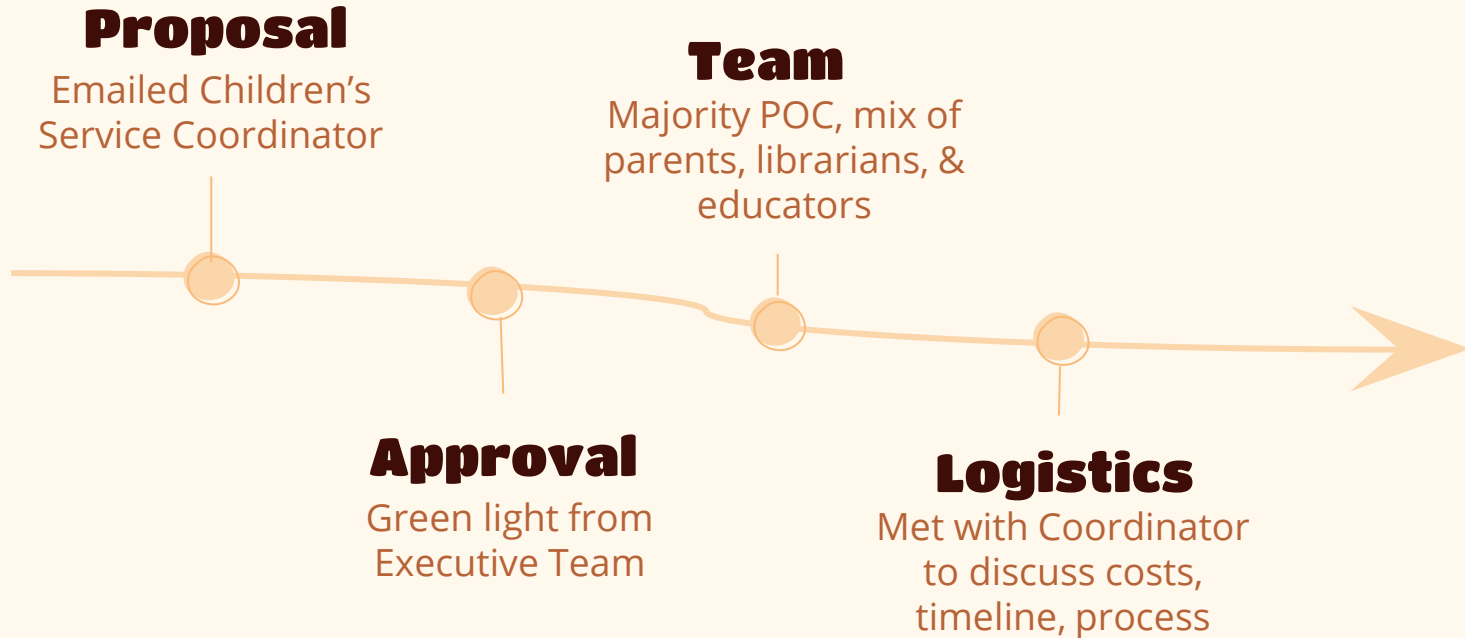 Proposal
Emailed Children’s
Service Coordinator
Approval
Green light from
Executive Team
Team
Majority POC, mix of
parents, librarians, &
educators
Logistics
Met with Coordinator
to discuss costs,
timeline, process